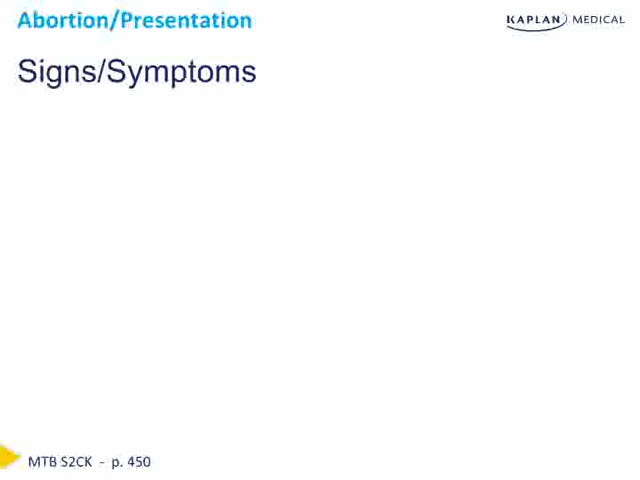 Abortion/Presentation
KAPLAN MEDICAL
Signs/Symptoms
MTB S2CK - p. 450